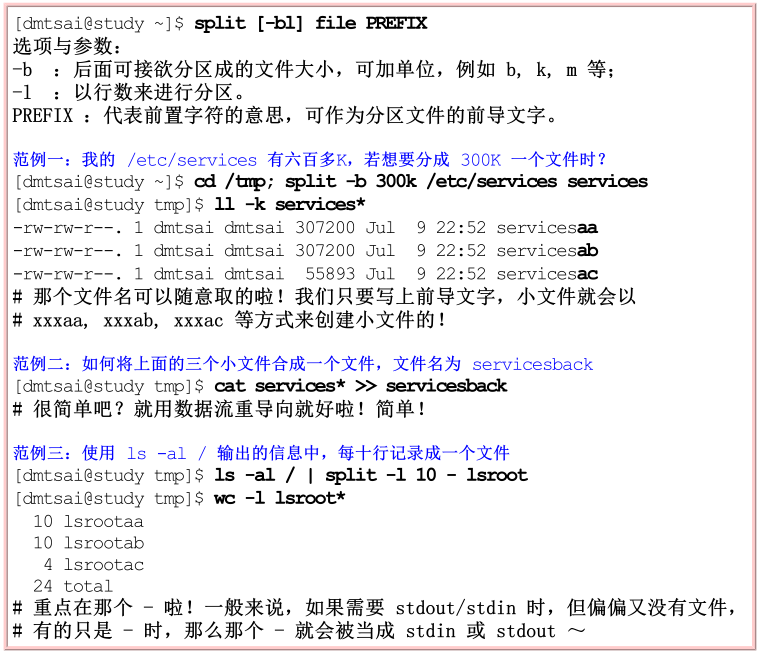 [dmtsai@study ~]$ split [-bl] file PREFIX
选项与参数：
-b  ：后面可接欲分区成的文件大小，可加单位，例如 b, k, m 等；
-l  ：以行数来进行分区。
PREFIX ：代表前置字符的意思，可作为分区文件的前导文字。
范例一：我的 /etc/services 有六百多K，若想要分成 300K 一个文件时？
[dmtsai@study ~]$ cd /tmp; split -b 300k /etc/services services
[dmtsai@study tmp]$ ll -k services*
-rw-rw-r--. 1 dmtsai dmtsai 307200 Jul  9 22:52 servicesaa
-rw-rw-r--. 1 dmtsai dmtsai 307200 Jul  9 22:52 servicesab
-rw-rw-r--. 1 dmtsai dmtsai  55893 Jul  9 22:52 servicesac
# 那个文件名可以随意取的啦！我们只要写上前导文字，小文件就会以
# xxxaa, xxxab, xxxac 等方式来创建小文件的！
范例二：如何将上面的三个小文件合成一个文件，文件名为 servicesback
[dmtsai@study tmp]$ cat services* >> servicesback
# 很简单吧？就用数据流重导向就好啦！简单！
范例三：使用 ls -al / 输出的信息中，每十行记录成一个文件
[dmtsai@study tmp]$ ls -al / | split -l 10 - lsroot
[dmtsai@study tmp]$ wc -l lsroot*
  10 lsrootaa
  10 lsrootab
   4 lsrootac
  24 total
# 重点在那个 - 啦！一般来说，如果需要 stdout/stdin 时，但偏偏又没有文件，
# 有的只是 - 时，那么那个 - 就会被当成 stdin 或 stdout ～